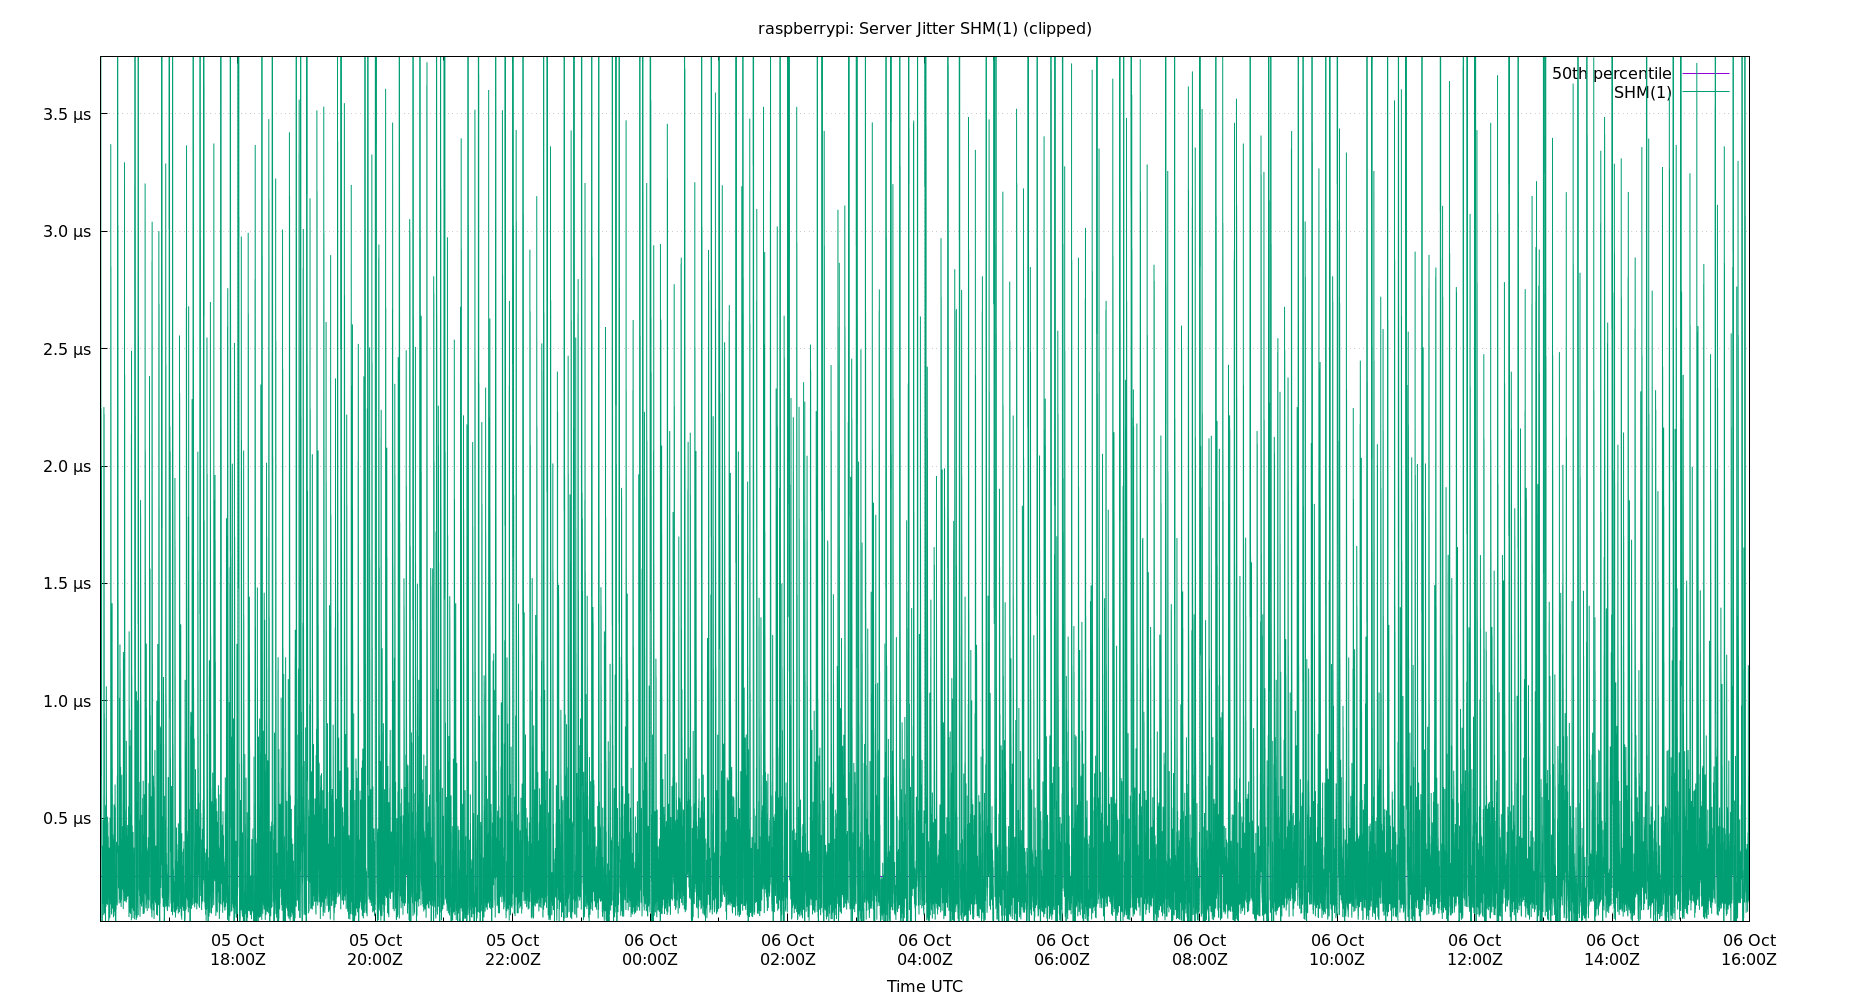 raspberrypi: Server Jitter SHM(1) (clipped)
50th percentile
SHM(1)
3.5 µs
3.0 µs
2.5 µs
2.0 µs
1.5 µs
1.0 µs
0.5 µs
05 Oct 05 Oct 05 Oct 06 Oct 06 Oct 06 Oct 06 Oct 06 Oct 06 Oct 06 Oct 06 Oct 06 Oct
18:00Z 20:00Z 22:00Z 00:00Z 02:00Z 04:00Z 06:00Z 08:00Z 10:00Z 12:00Z 14:00Z 16:00Z
Time UTC